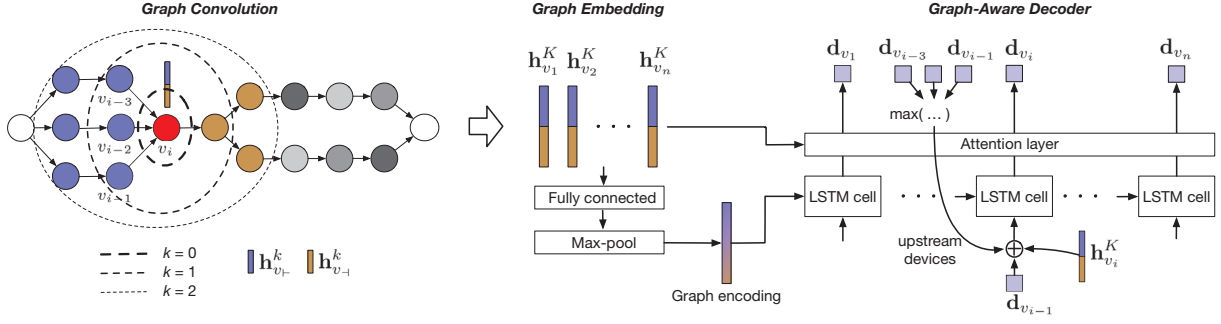 Graph Convolution
v_{i-3}
v_{i-2}
v_i
v_{i-1}
k = 0
k = 1
k = 2
h^k_{v_⊢}
h^k_{v_⊣}
Graph Embedding
h^K_{v_1} h^K_{v_2} h^K_{v_n}
· · ·
Fully connected
Max-pool
Graph encoding
Graph-Aware Decoder
d_{v_1} d_{v_{i-3}} d_{v_{i-1}} d_{v_i} d_{v_n}
max(...)
Attention layer
LSTM cell · · · LSTM cell · · · LSTM cell
upstream
devices
h^K_{v_i}
d_{v_{i-1}}